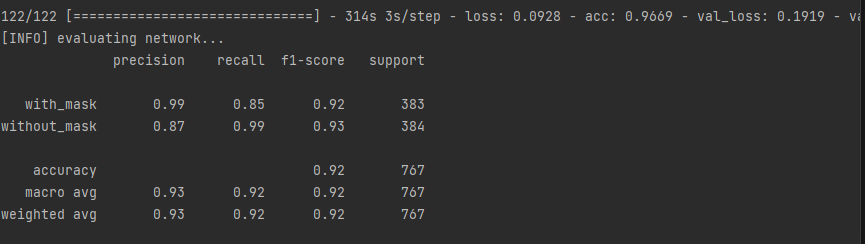 122/122 [==============================] - 314s 3s/step - loss: 0.0928 - acc: 0.9669 - val_loss: 0.1919 - va
[INFO] evaluating network...
precision recall f1-score support
with_mask 0.99 0.85 0.92 383
without_mask 0.87 0.99 0.93 384
accuracy 0.92 767
macro avg 0.93 0.92 0.92 767
weighted avg 0.93 0.92 0.92 767